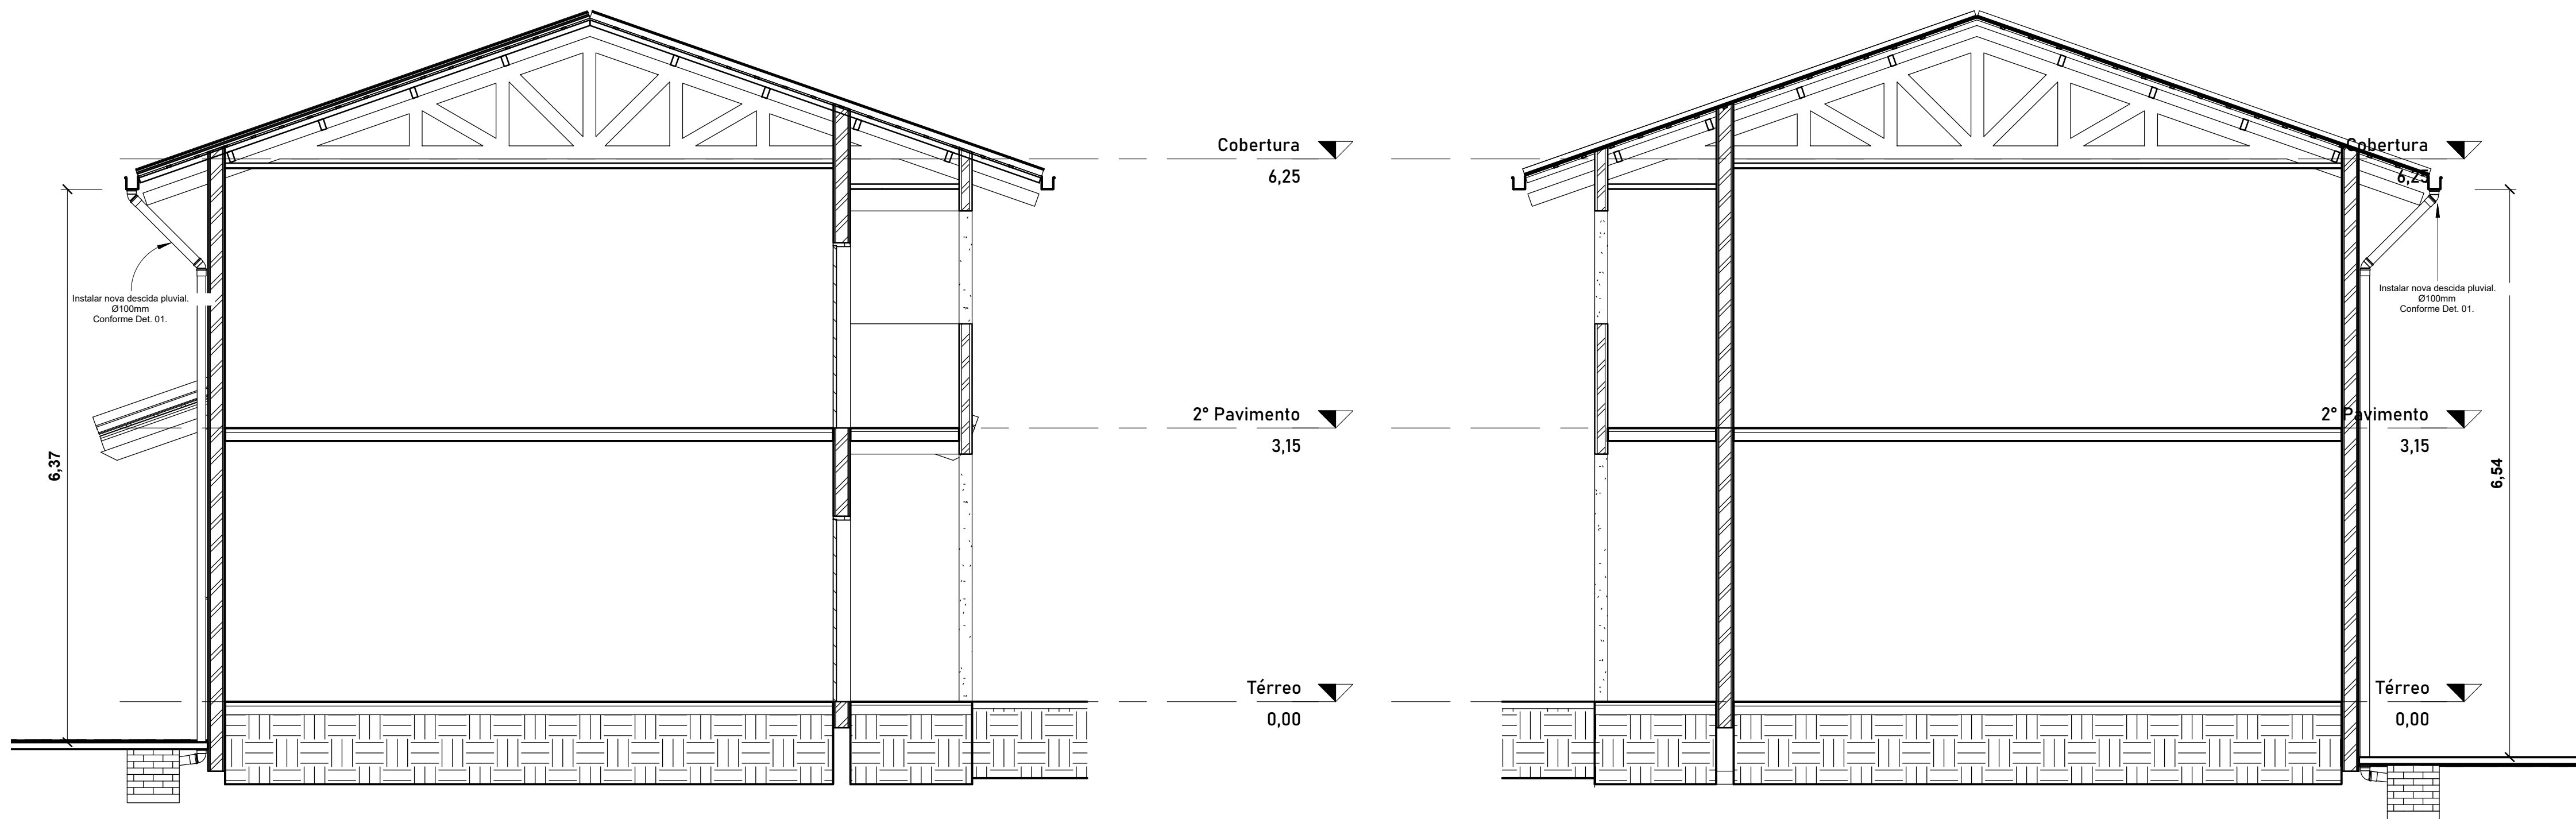 Cobertura
6,25
Instalar nova descida pluvial.
Ø100mm
Conforme Det. 01.
2° Pavimento
3,15
6,37
Térreo
0,00
Cobertura
6,25
Instalar nova descida pluvial.
Ø100mm
Conforme Det. 01.
2° Pavimento
3,15
6,54
Térreo
0,00